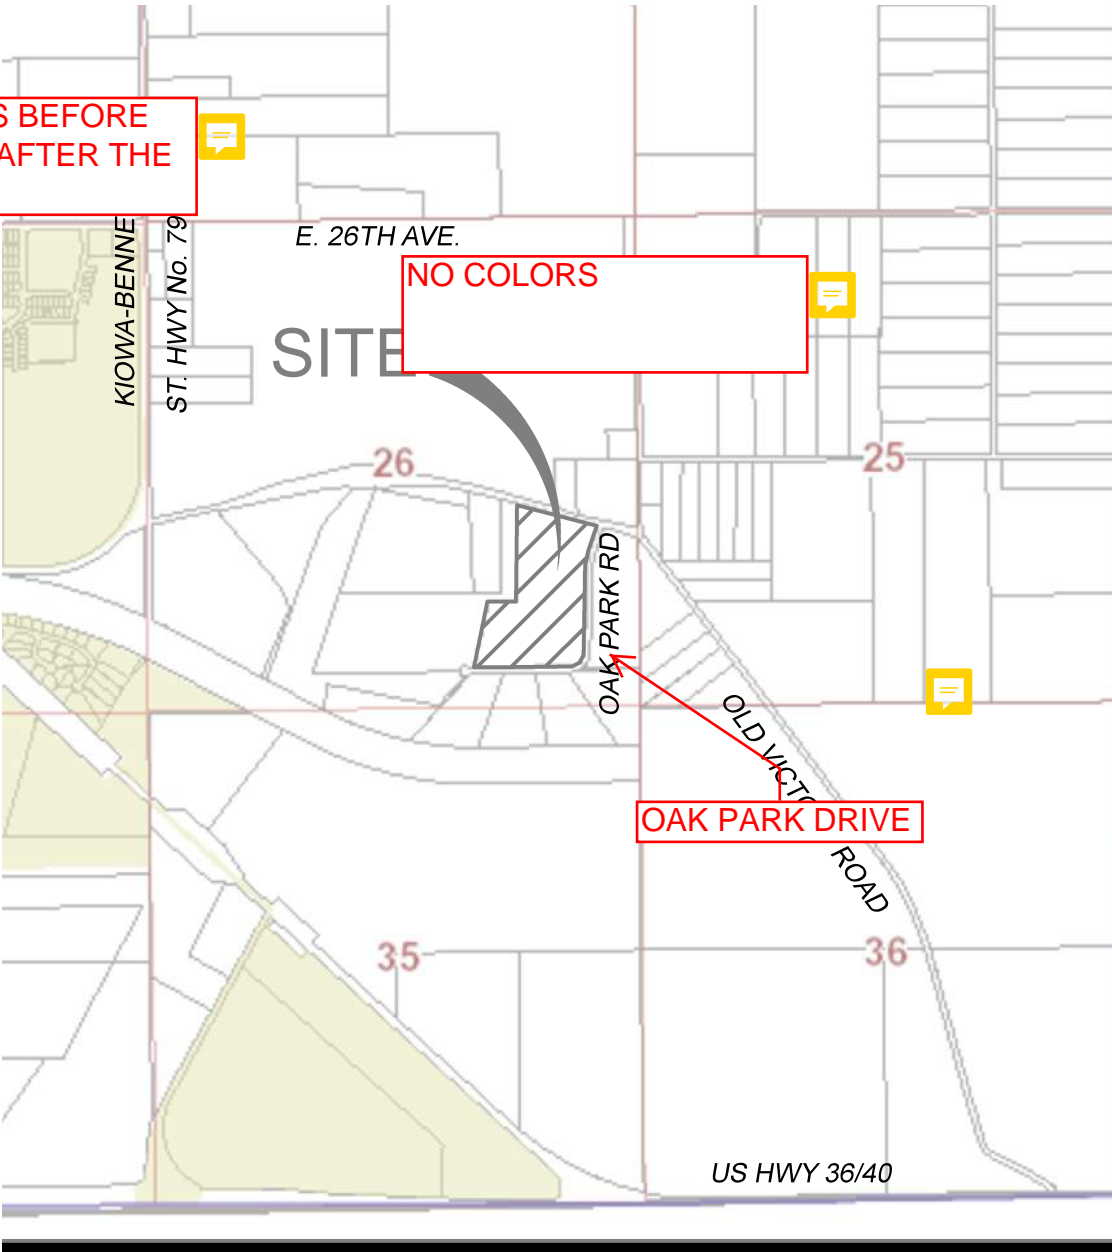 S BEFORE
AFTER THE
KIOWA-BENNE
ST. HWY No. 79
E. 26TH AVE.
NO COLORS
SITE
26
25
OAK PARK RD
OLD VICTO
ROAD
OAK PARK DRIVE
35
36
US HWY 36/40